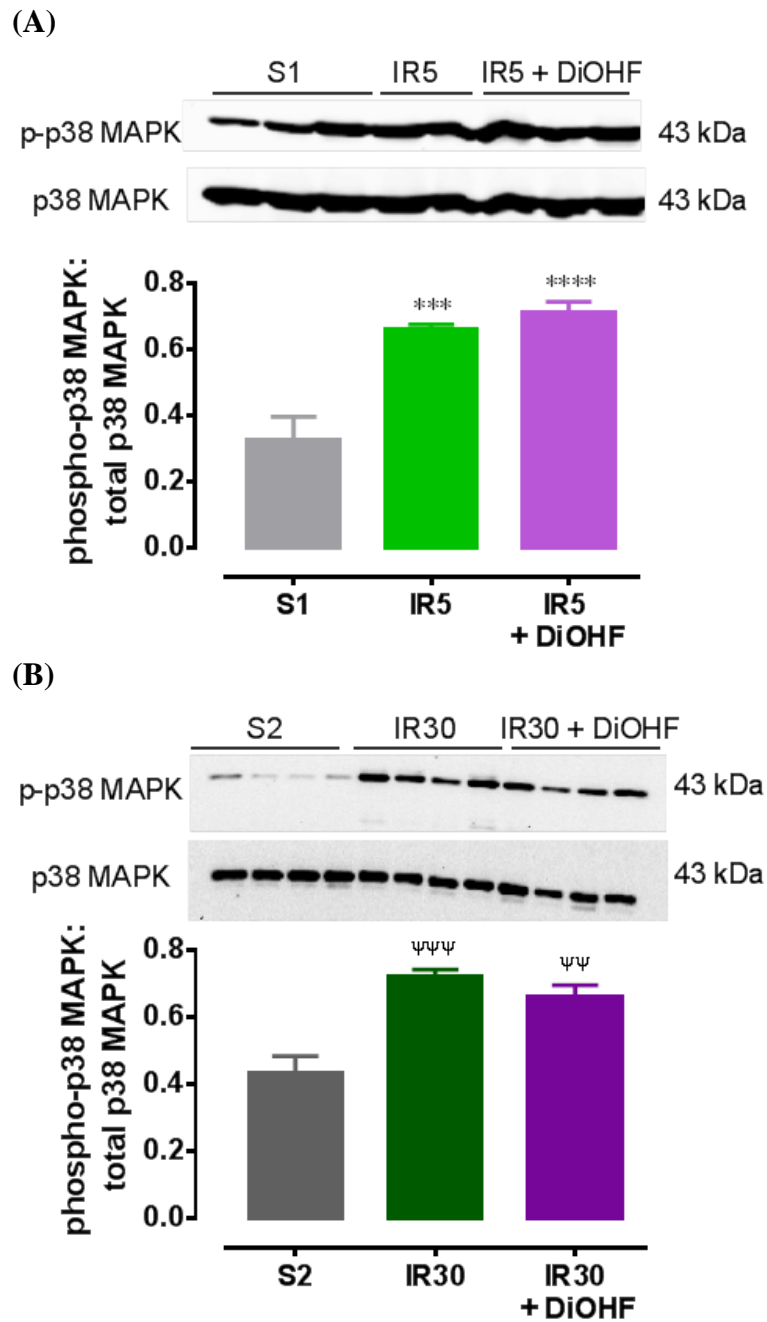 (A)
S1 IR5 IR5 + DiOHF
p-p38 MAPK 43 kDa
p38 MAPK 43 kDa
phospho-p38 MAPK:
total p38 MAPK
0.8
0.6
0.4
0.2
0.0
*** ****
S1 IR5 IR5
+ DiOHF
(B)
S2 IR30 IR30 + DiOHF
p-p38 MAPK 43 kDa
p38 MAPK 43 kDa
phospho-p38 MAPK:
total p38 MAPK
0.8
0.6
0.4
0.2
0.0
ΨΨΨ ΨΨ
S2 IR30 IR30
+ DiOHF